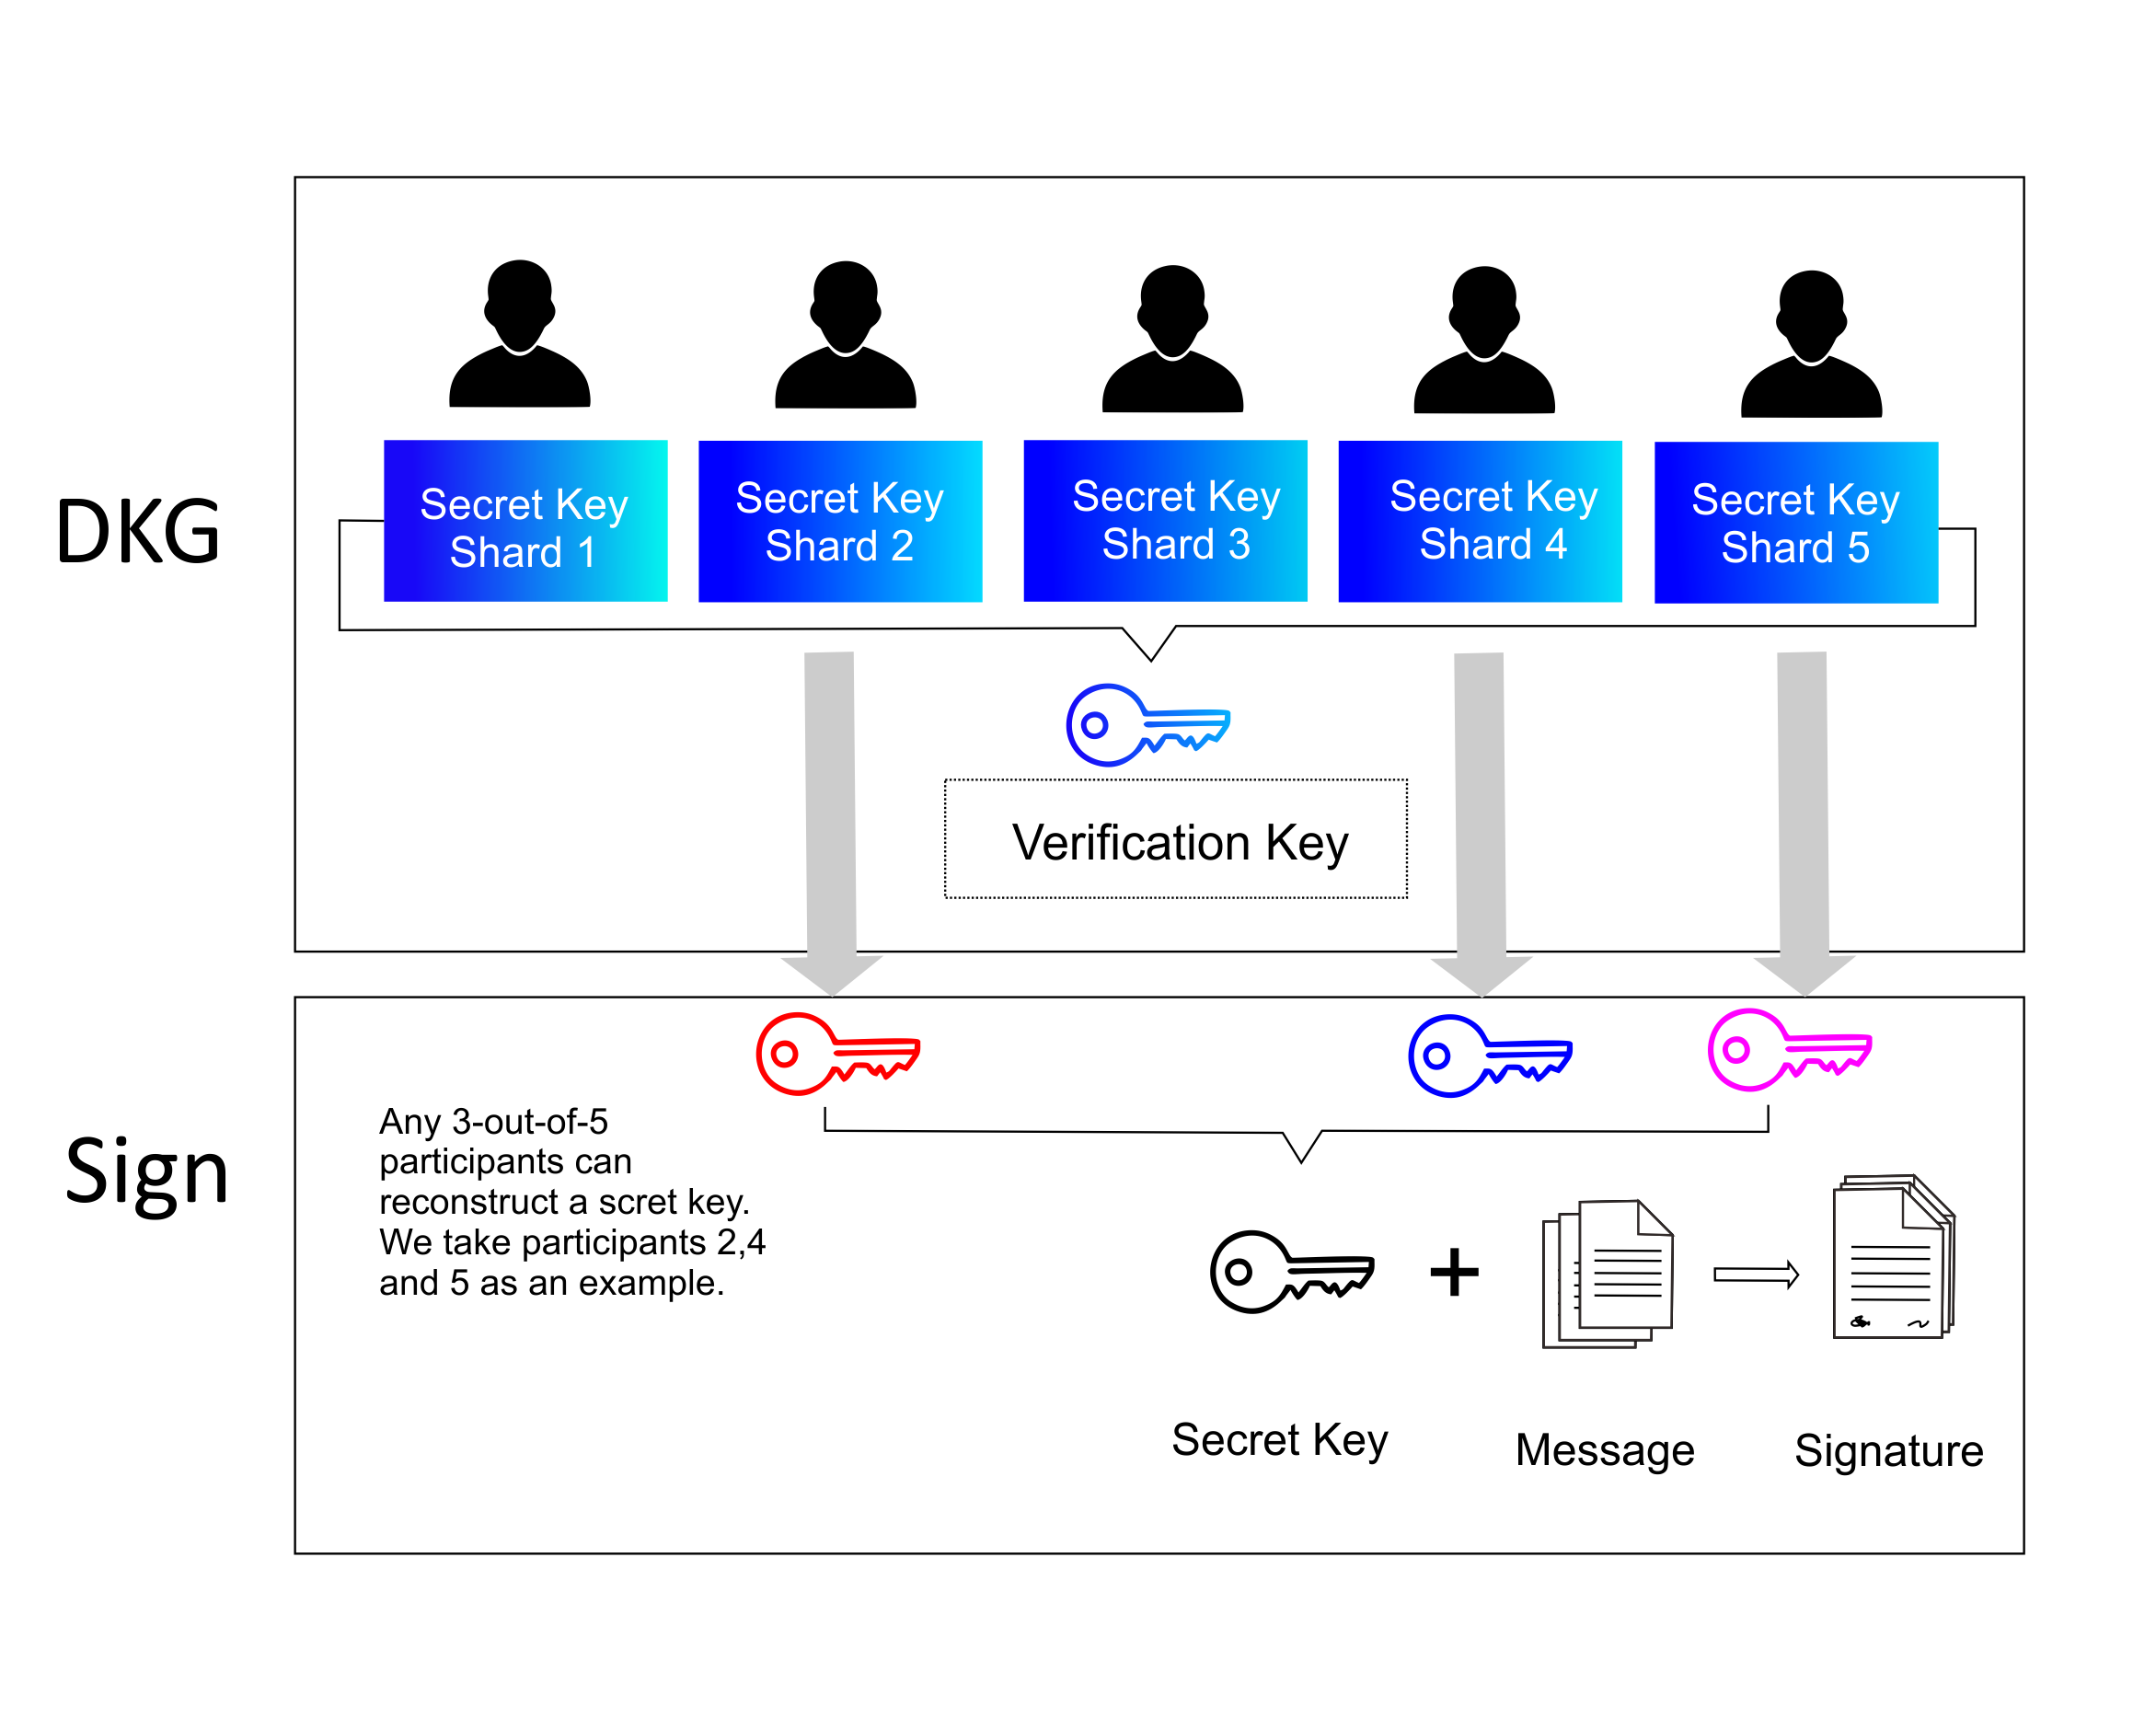 DKG
Secret Key
Shard 1
Secret Key
Shard 2
Secret Key
Shard 3
Secret Key
Shard 4
Secret Key
Shard 5
Verification Key
Sign
Any 3-out-of-5
participants can
reconstruct a scret key.
We take participants 2,4
and 5 as an example.
+
Secret Key
Message
Signature